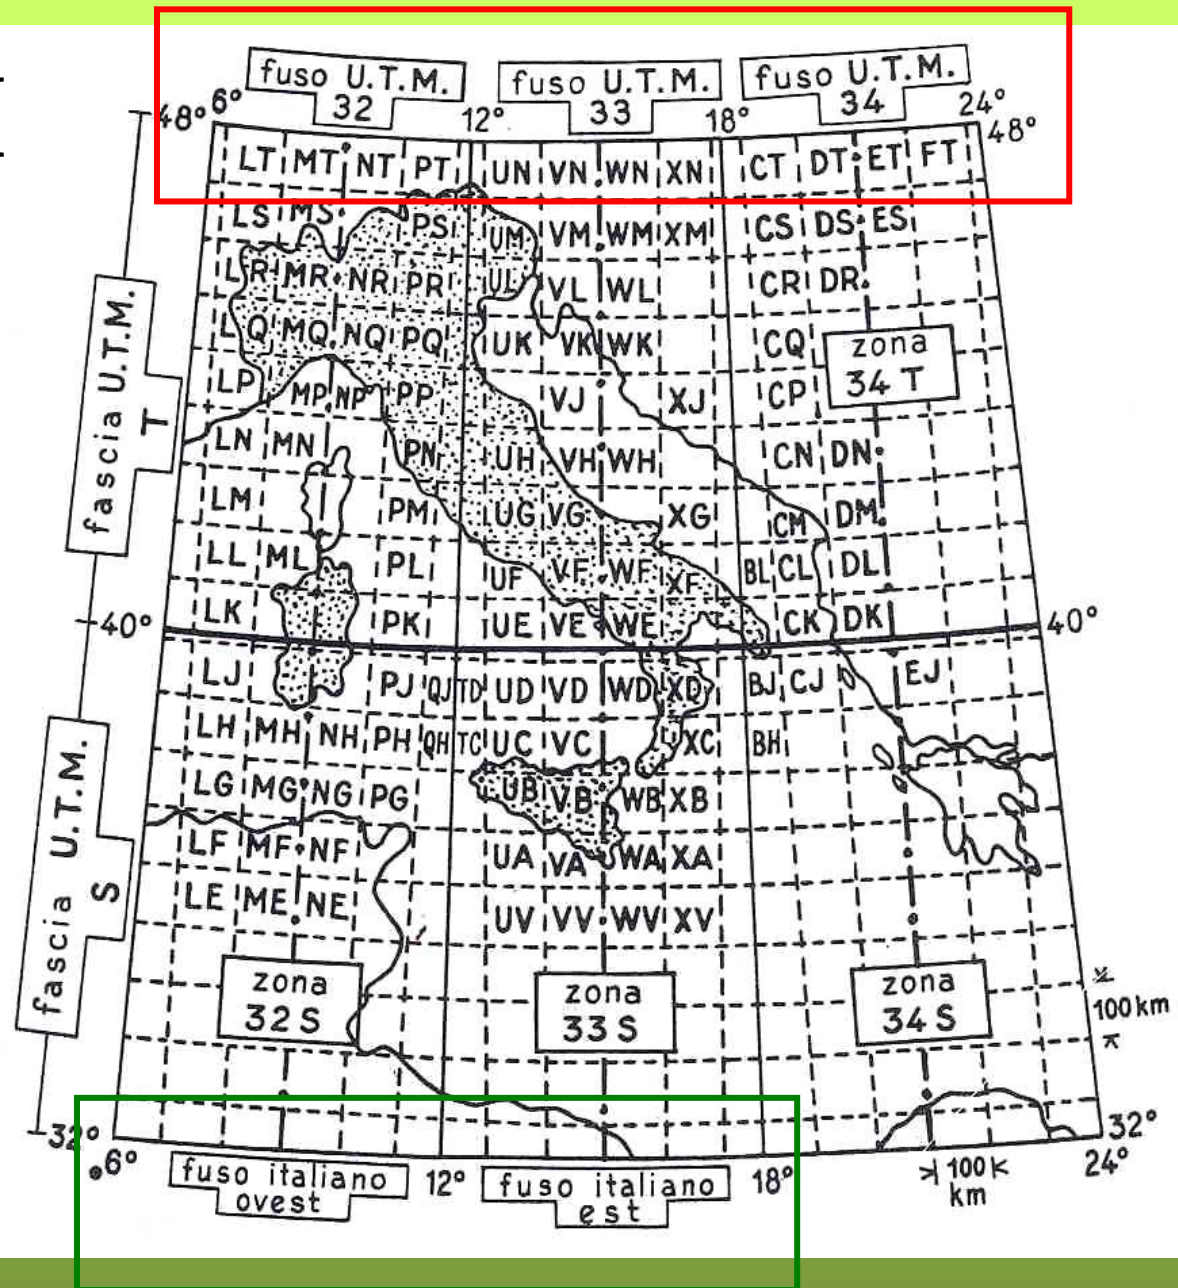 fuso U.T.M. fuso U.T.M. fuso U.T.M.
32 33 34
48° 6° 12° 18° 24° 48°
LT MT NT PT UN VN WN XN CT DT ET FT
LS MS PS UM VM WM XM CS DS ES
LR MR NR PR UL VL WL CR DR
LQ MQ NQ PQ UK VK WK CQ zona
34 T
LP MP NP PP VJ XJ CP
LN MN PN UH VH WH CN DN
LM PM UG VG XG CM DM
LL ML PL UF VF WF XF BL CL DL
LK PK UE VE WE CK DK
40° 40°
LJ PJ QJ TD UD VD WD XD BJ CJ EJ
LH MH NH PH QH TC UC VC XC BH
LG MG NG PG UB VB WB XB
LF MF NF UA VA WA XA
LE ME NE UV VV WV XV
fascia U.T.M.
T
fascia U.T.M.
S
zona zona zona
32 S 33 S 34 S
100 km
32° 32°
6° 12° 18° 24°
fuso italiano
ovest
fuso italiano
est
100
km